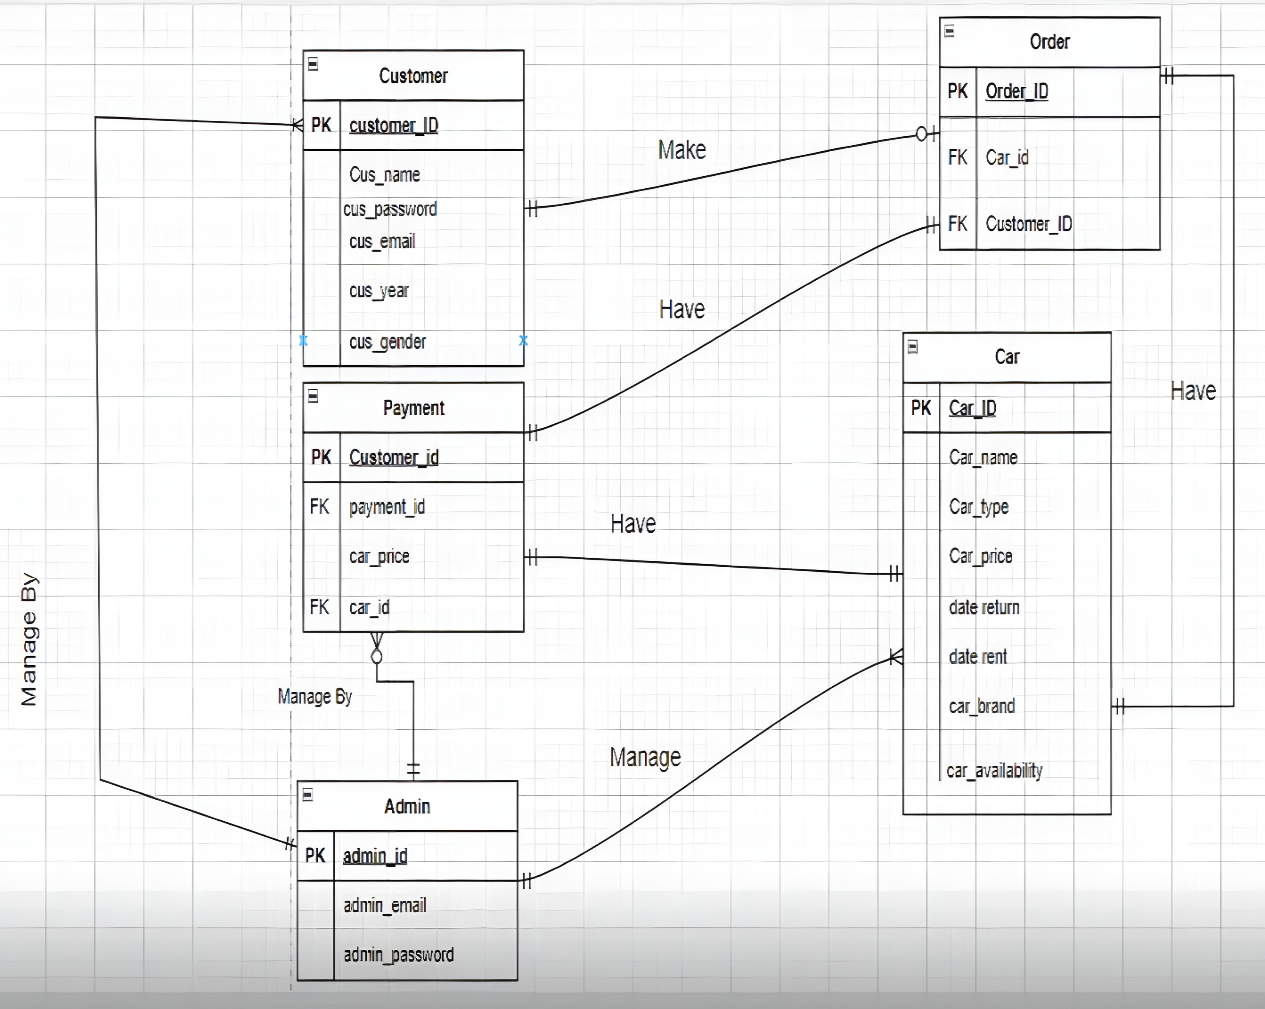 Customer
PK customer_ID
Cus_name
cus_password
cus_email
cus_year
cus_gender
Payment
PK Customer_id
FK payment_id
car_price
FK car_id
Manage By
Manage By
Admin
PK admin_id
admin_email
admin_password
Make
Have
Have
Manage
Order
PK Order_ID
FK Car_id
FK Customer_ID
Car
PK Car_ID
Car_name
Car_type
Car_price
date return
date rent
car_brand
car_availability
Have